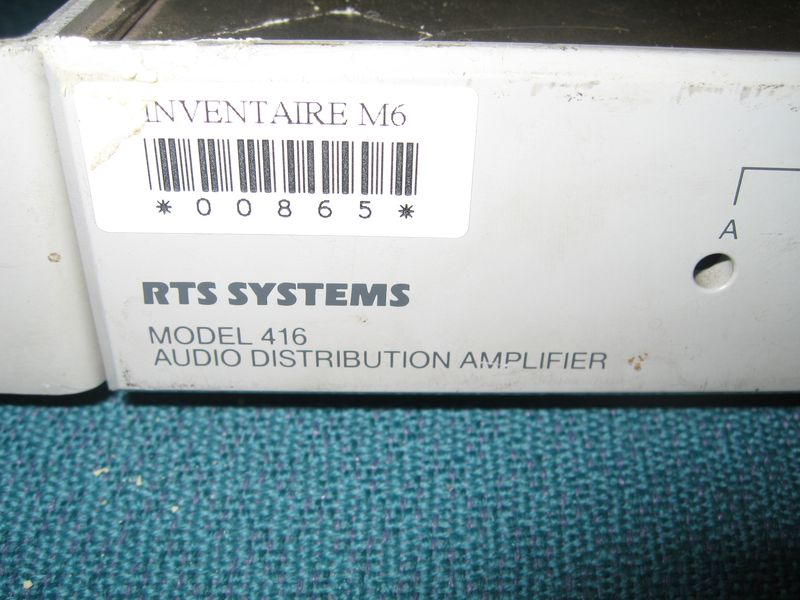 INVENTAIRE M6
*00865*
A
RTS SYSTEMS
MODEL 416
AUDIO DISTRIBUTION AMPLIFIER